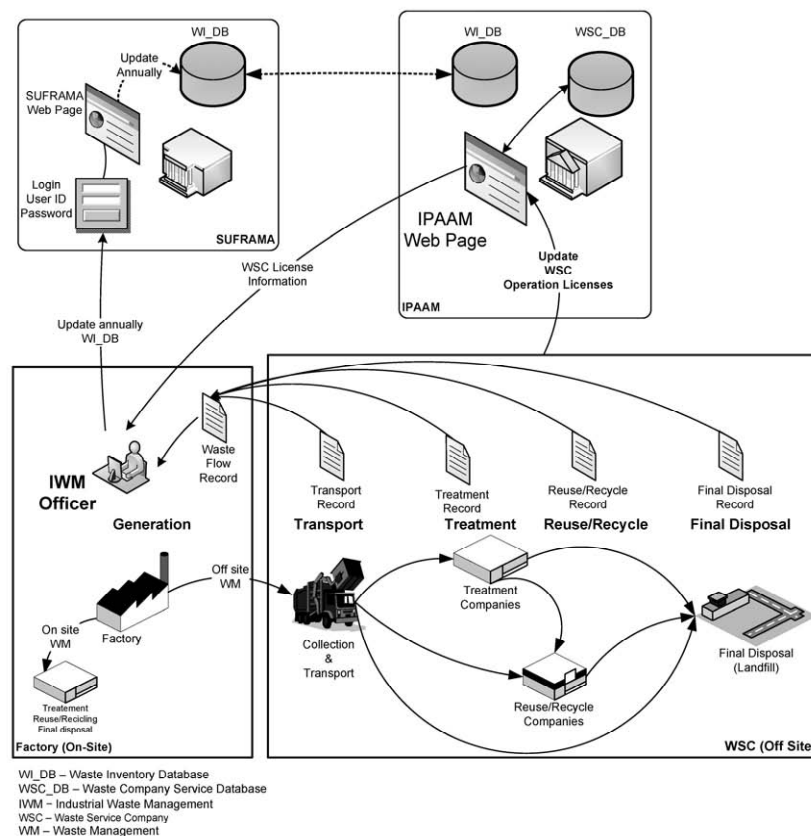 WI_DB
Update
Annually
SUFRAMA
Web Page
Login
User ID
Password
SUFRAMA
WI_DB
WSC_DB
IPAAM
Web Page
Update
WSC
Operation Licenses
IPAAM
WSC License
Information
Update annually
WI_DB
IWM
Officer
Waste
Flow
Record
Generation
Off site
WM
Factory
On site
WM
Treatement
Reuse/Recicling
Final disposal
Factory (On-Site)
Transport
Record
Treatment
Record
Reuse/Recycle
Record
Final Disposal
Record
Transport
Treatment
Reuse/Recycle
Final Disposal
Collection
&
Transport
Treatment
Companies
Reuse/Recycle
Companies
Final Disposal
(Landfill)
WSC (Off Site)
WI_DB – Waste Inventory Database
WSC_DB – Waste Company Service Database
IWM – Industrial Waste Management
WSC – Waste Service Company
WM – Waste Management